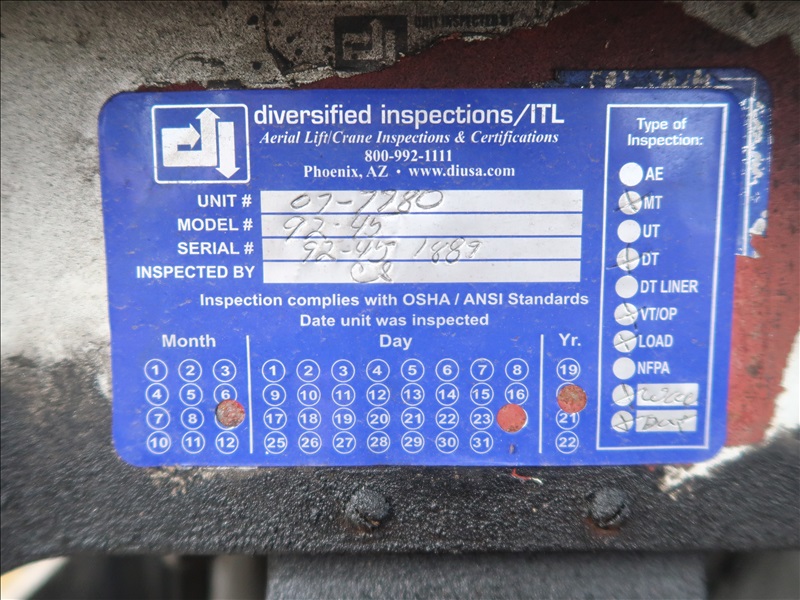 UNIT INSPECTED BY
diversified inspections/ITL
Aerial Lift/Crane Inspections & Certifications
800-992-1111
Phoenix, AZ • www.diusa.com
UNIT # 07-7980
MODEL # 92-45
SERIAL # 92-45 1889
INSPECTED BY
Inspection complies with OSHA / ANSI Standards
Date unit was inspected
Month Day Yr.
1 2 3 1 2 3 4 5 6 7 8 19
4 5 6 9 10 11 12 13 14 15 16
7 8 17 18 19 20 21 22 23 21
10 11 12 25 26 27 28 29 30 31 22
Type of
Inspection:
AE
MT
UT
DT
DT LINER
VT/OP
LOAD
NFPA